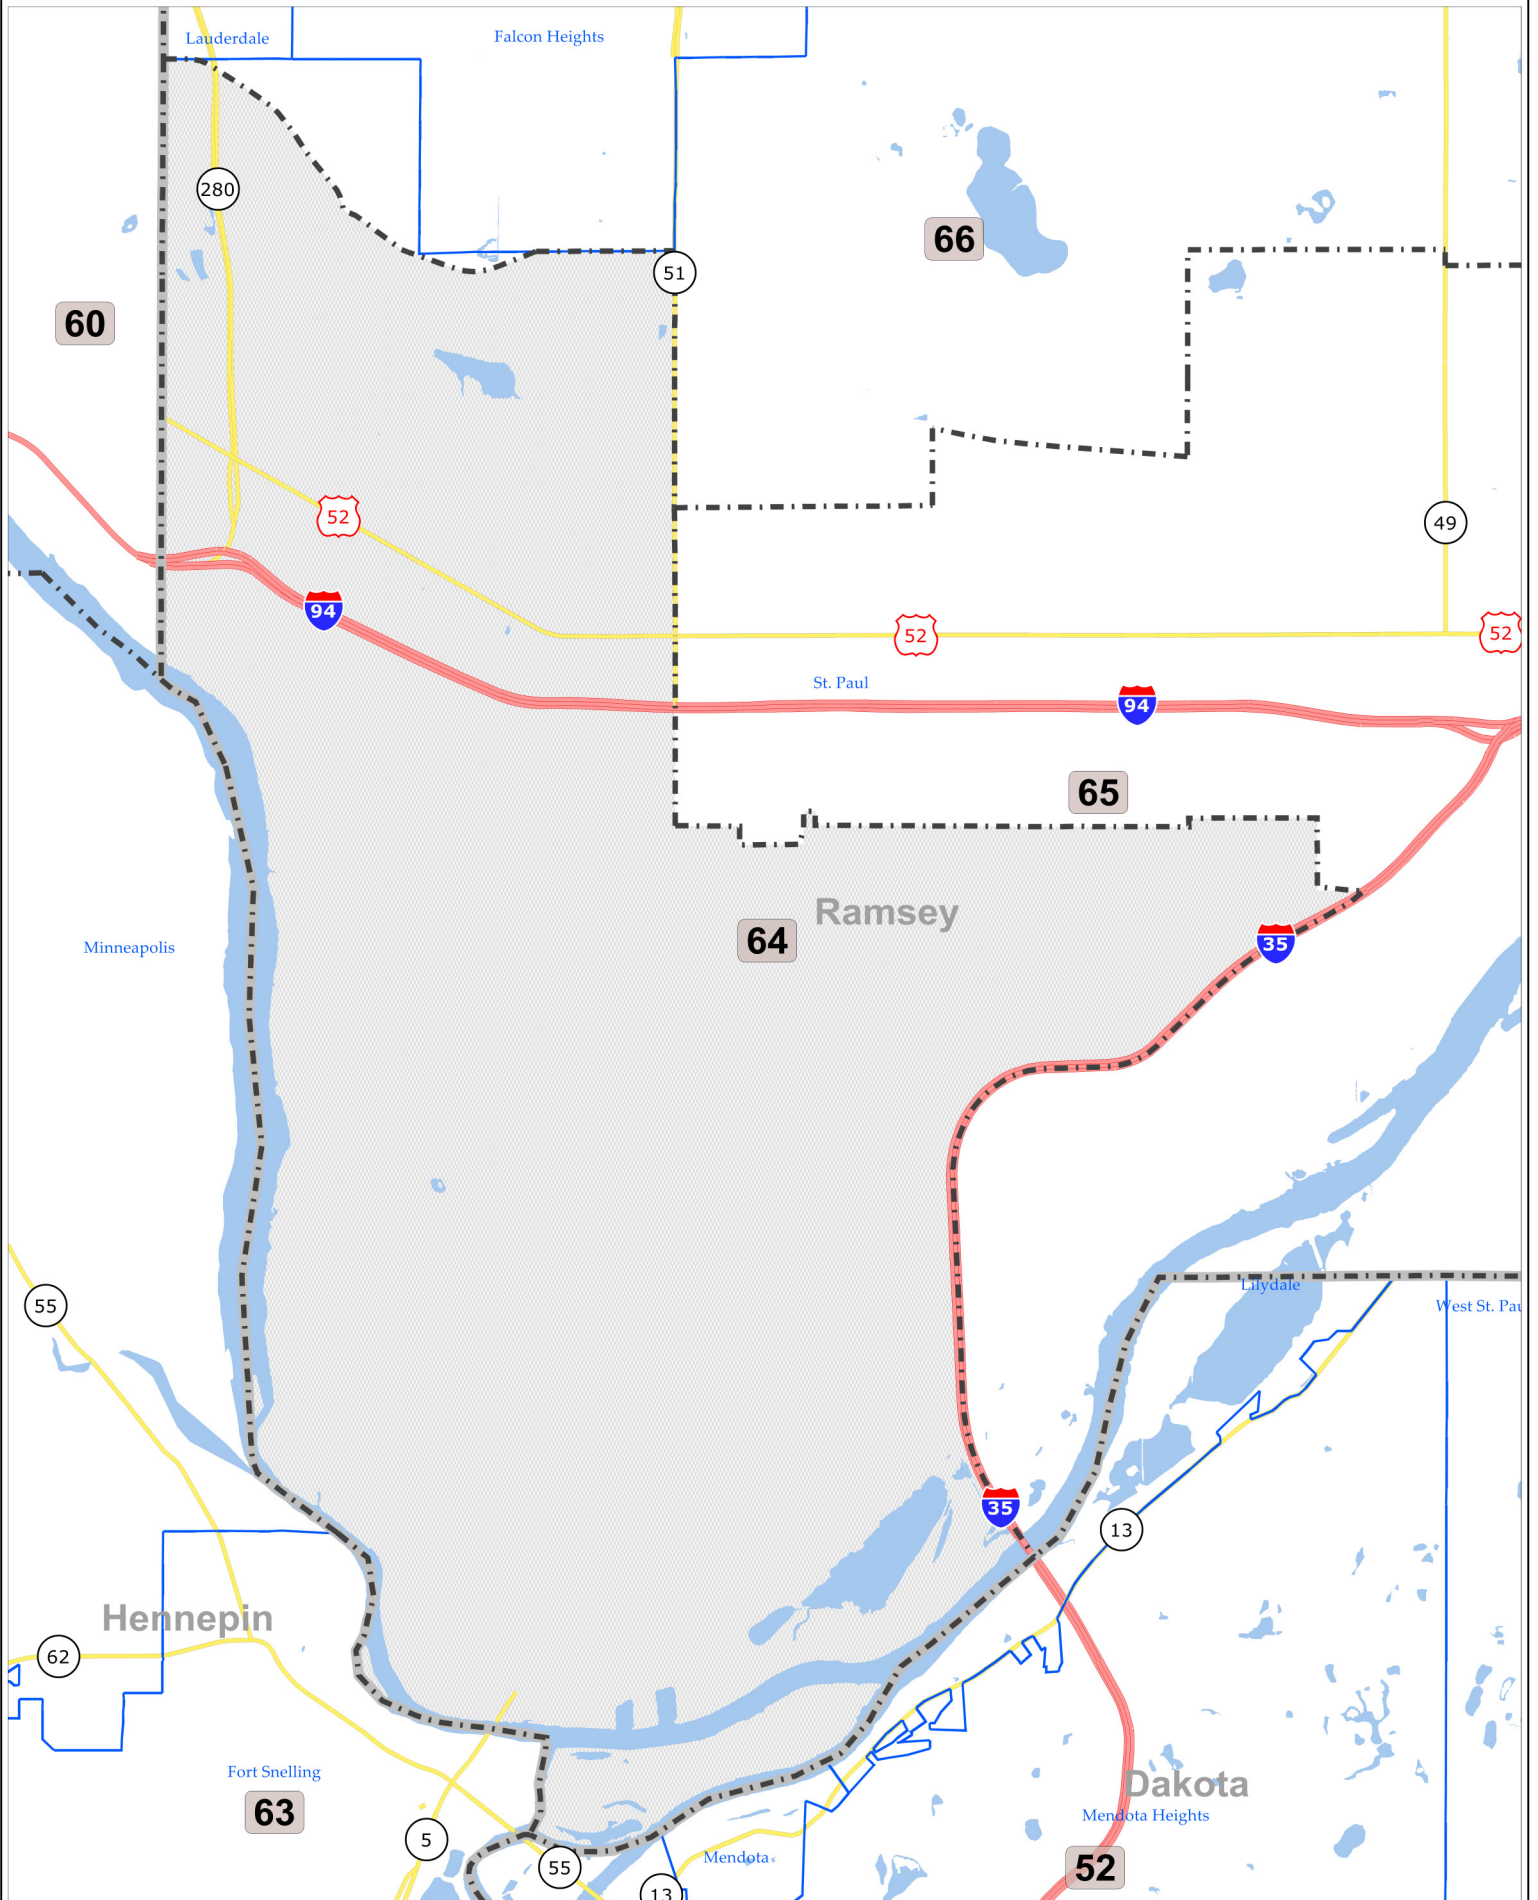 Lauderdale
Falcon Heights
280
66
51
60
52
49
94
52
52
St. Paul
94
65
Ramsey
64
35
Minneapolis
Lilydale
55
West St. Pau
35
13
Hennepin
62
Fort Snelling
63
Dakota
Mendota Heights
5
Mendota
52
55
13